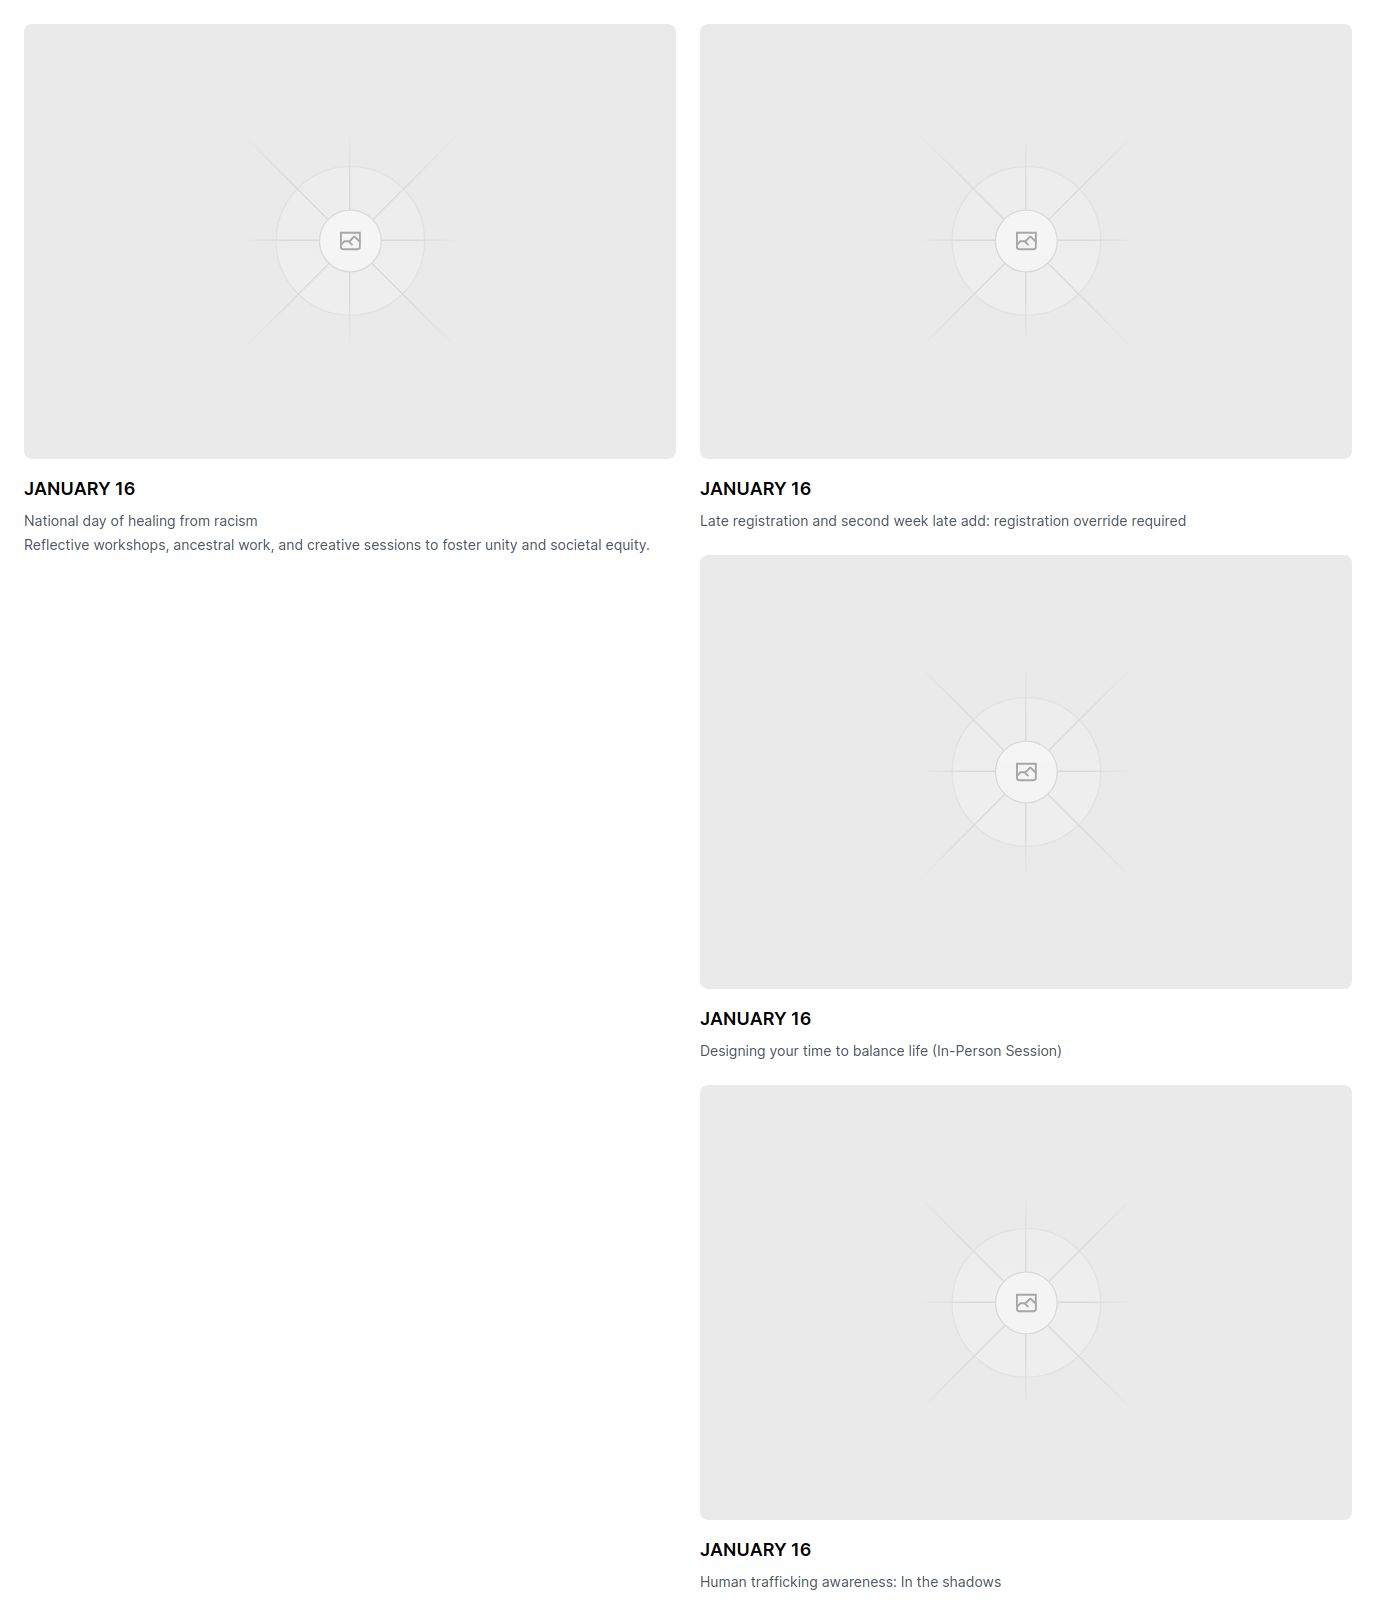 JANUARY 16
National day of healing from racism
Reflective workshops, ancestral work, and creative sessions to foster unity and societal equity.
JANUARY 16
Late registration and second week late add: registration override required
JANUARY 16
Designing your time to balance life (In-Person Session)
JANUARY 16
Human trafficking awareness: In the shadows